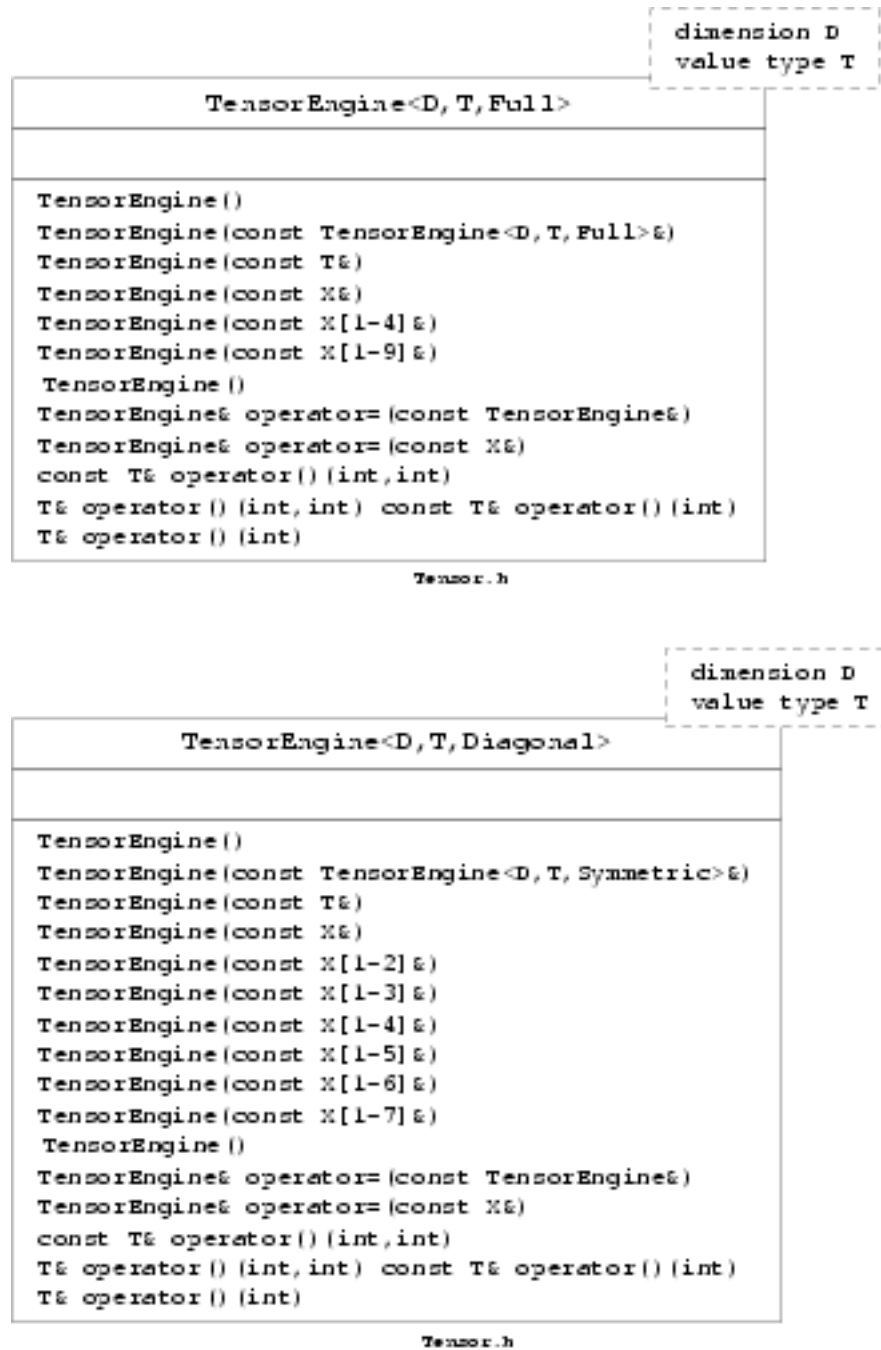 dimension D
value type T
TensorEngine<D,T,Full>
TensorEngine()
TensorEngine(const TensorEngine<D,T,Full>&)
TensorEngine(const T&)
TensorEngine(const X&)
TensorEngine(const X[1-4]&)
TensorEngine(const X[1-9]&)
TensorEngine()
TensorEngine& operator=(const TensorEngine&)
TensorEngine& operator=(const X&)
const T& operator()(int,int)
T& operator()(int,int) const T& operator()(int)
T& operator()(int)
Tensor.h
dimension D
value type T
TensorEngine<D,T,Diagonal>
TensorEngine()
TensorEngine(const TensorEngine<D,T,Symmetric>&)
TensorEngine(const T&)
TensorEngine(const X&)
TensorEngine(const X[1-2]&)
TensorEngine(const X[1-3]&)
TensorEngine(const X[1-4]&)
TensorEngine(const X[1-5]&)
TensorEngine(const X[1-6]&)
TensorEngine(const X[1-7]&)
TensorEngine()
TensorEngine& operator=(const TensorEngine&)
TensorEngine& operator=(const X&)
const T& operator()(int,int)
T& operator()(int,int) const T& operator()(int)
T& operator()(int)
Tensor.h